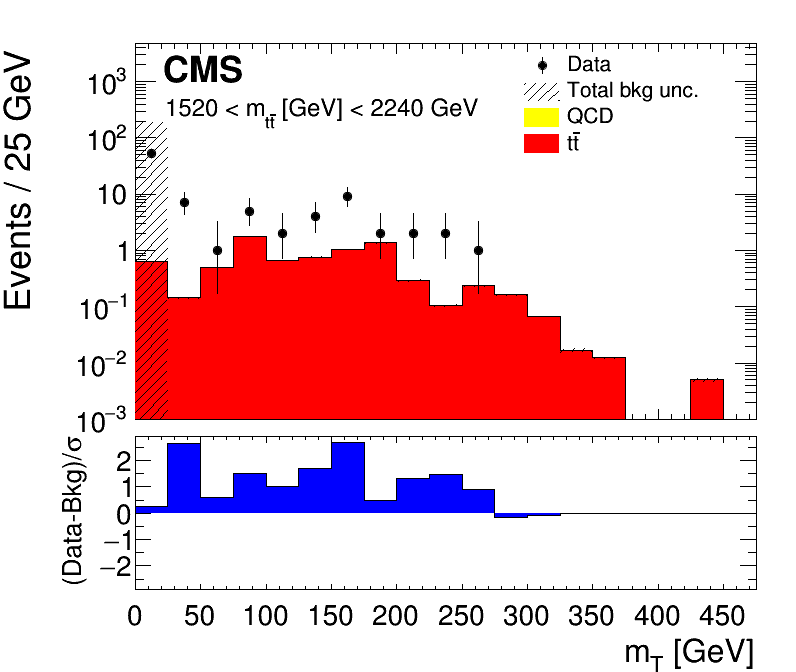 Events / 25 GeV
CMS
1520 < m_{tt̄} [GeV] < 2240 GeV
Data
Total bkg unc.
QCD
tt̄
10³
10²
10
1
10⁻¹
10⁻²
10⁻³
(Data-Bkg)/σ
2
1
0
−1
−2
0 50 100 150 200 250 300 350 400 450
m_T [GeV]